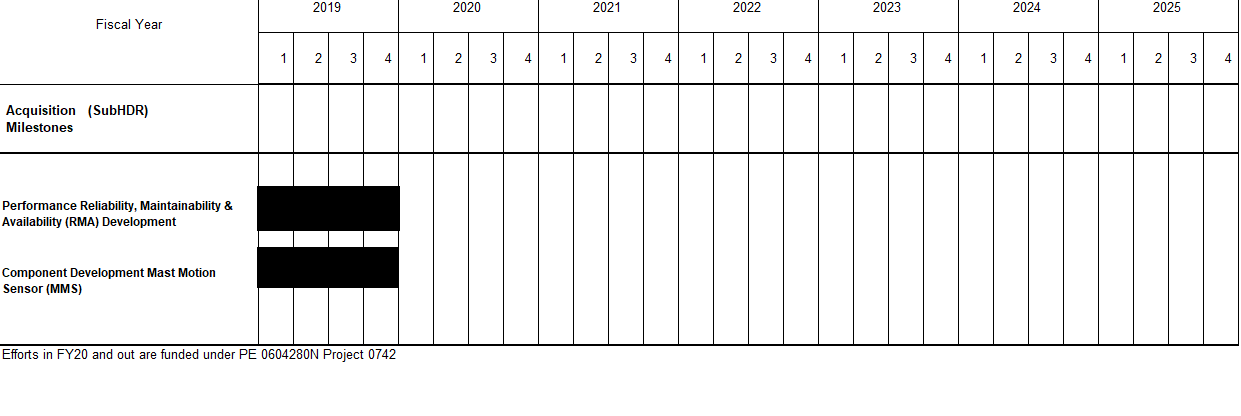 Fiscal Year
2019 2020 2021 2022 2023 2024 2025
1 2 3 4 1 2 3 4 1 2 3 4 1 2 3 4 1 2 3 4 1 2 3 4 1 2 3 4
Acquisition (SubHDR)
Milestones
Performance Reliability, Maintainability &
Availability (RMA) Development
Component Development Mast Motion
Sensor (MMS)
Efforts in FY20 and out are funded under PE 0604280N Project 0742